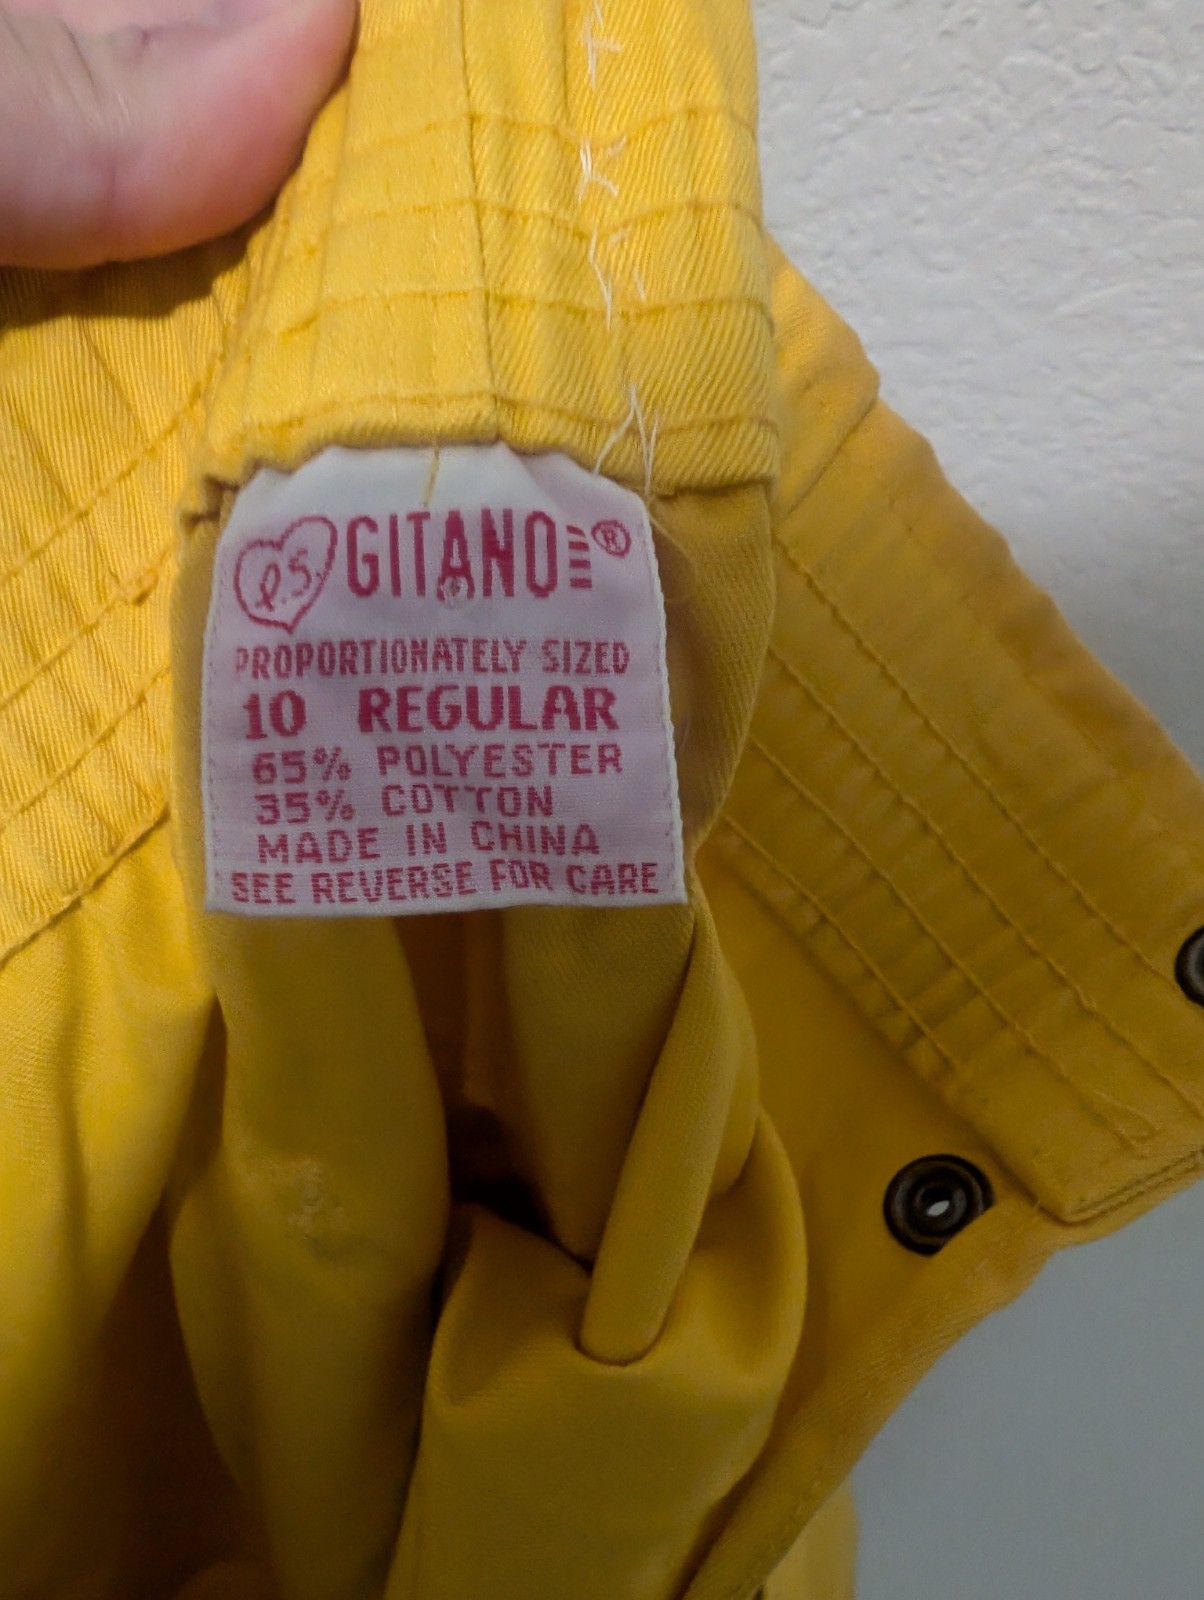 e.S. GITANO ®
PROPORTIONATELY SIZED
10 REGULAR
65% POLYESTER
35% COTTON
MADE IN CHINA
SEE REVERSE FOR CARE